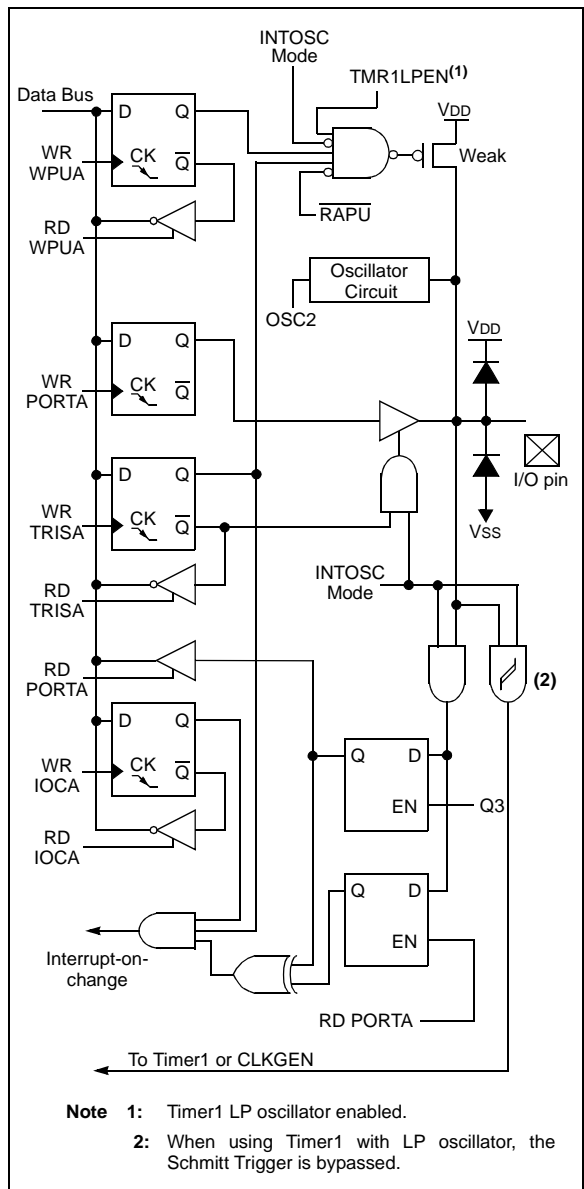 INTOSC
Mode
TMR1LPEN(1)
Data Bus
D Q
VDD
WR
WPUA
CK Q
Weak
RD
WPUA
RAPU
Oscillator
Circuit
OSC2
D Q
VDD
WR
PORTA
CK Q
I/O pin
D Q
WR
TRISA
CK Q
VSS
INTOSC
Mode
RD
TRISA
RD
PORTA
(2)
D Q
WR
IOCA
CK Q
Q D
EN
Q3
RD
IOCA
Q D
EN
Interrupt-on-
change
RD PORTA
To Timer1 or CLKGEN
Note 1: Timer1 LP oscillator enabled.
2: When using Timer1 with LP oscillator, the
Schmitt Trigger is bypassed.